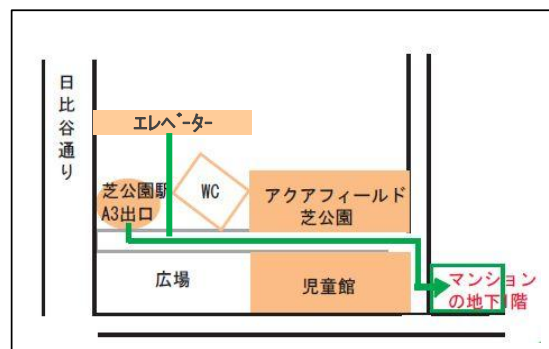 日比谷通り
エレベーター
芝公園駅
A3出口
WC
アクアフィールド
芝公園
広場
児童館
マンション
の地下1階